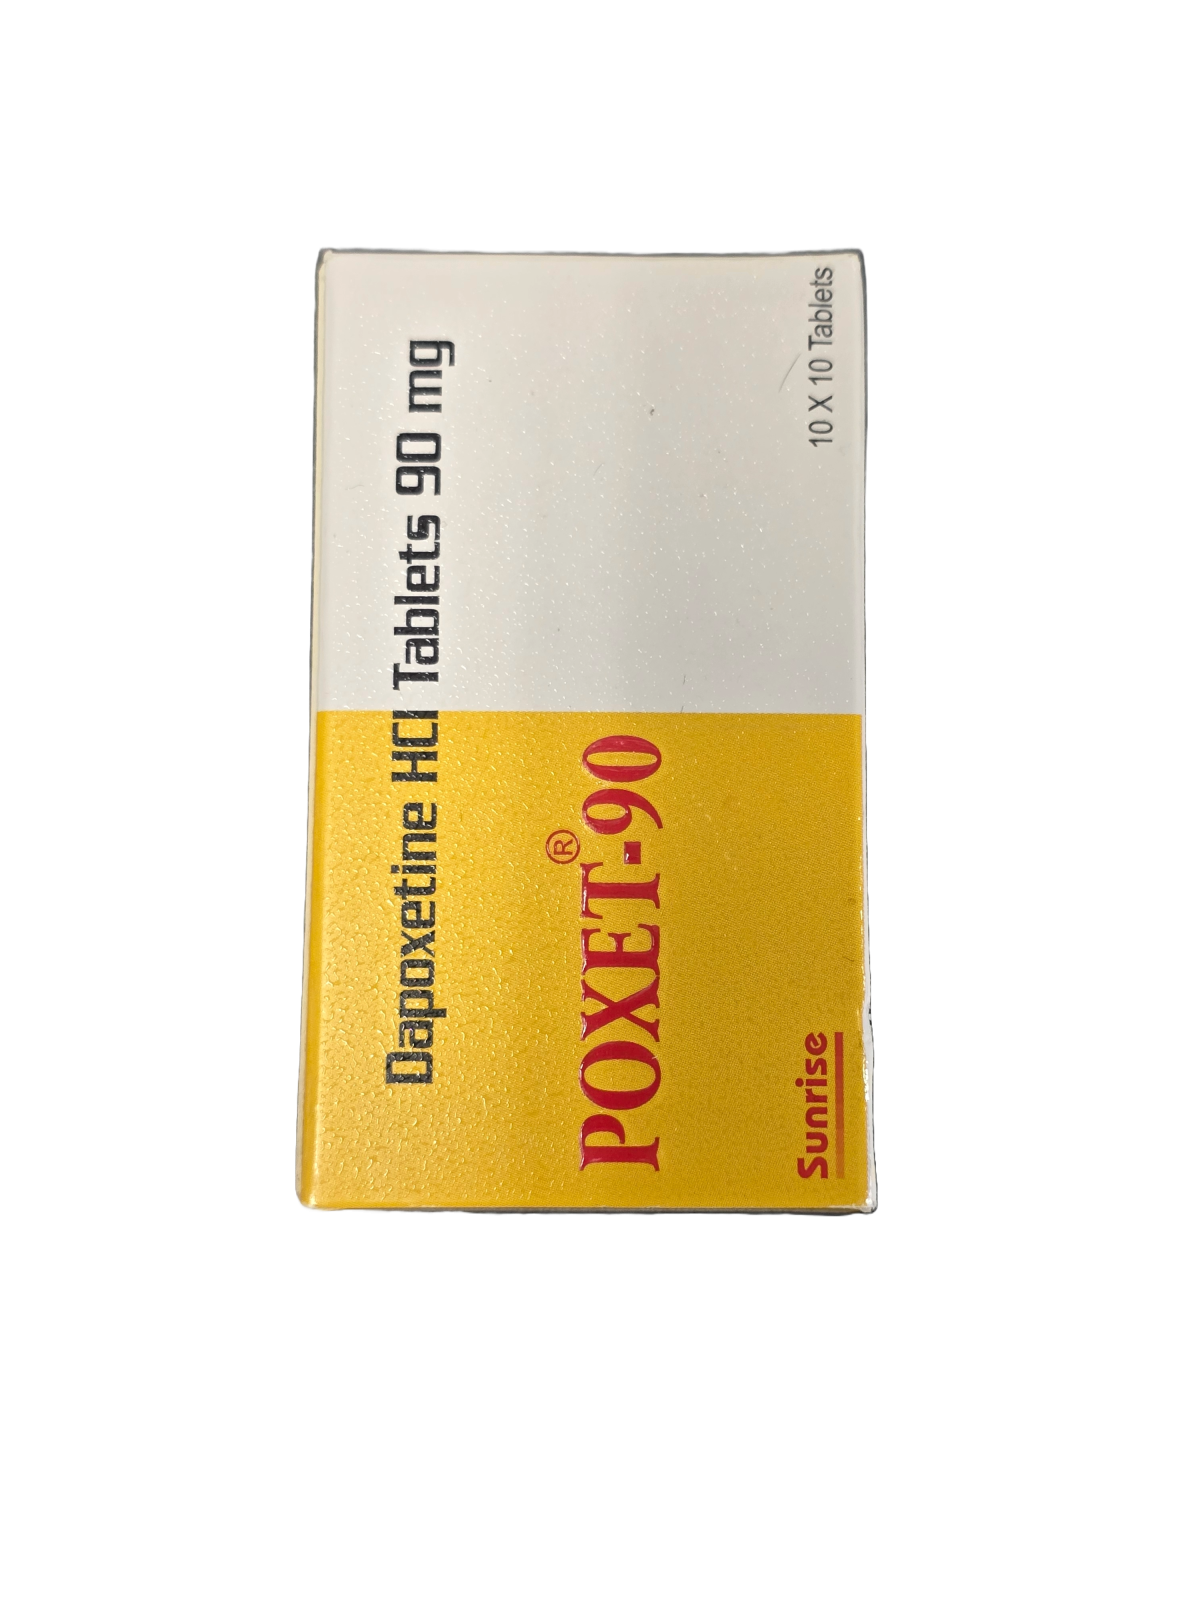 Dapoxetine HCl Tablets 90 mg
POXET®-90
Sunrise
10 X 10 Tablets